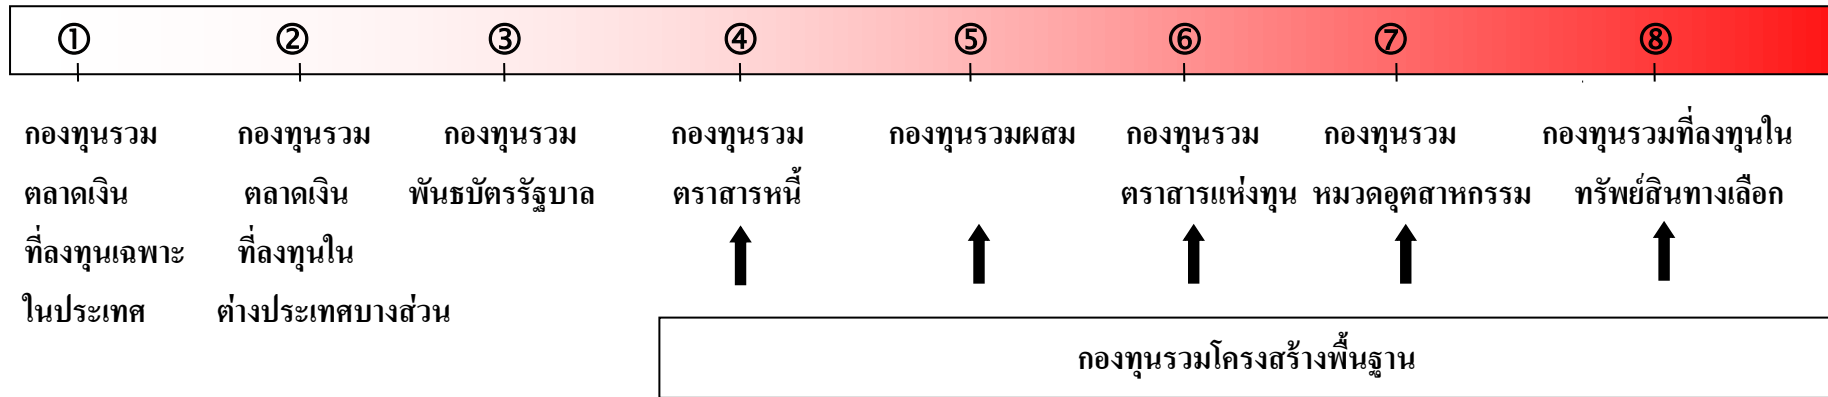 ① ② ③ ④ ⑤ ⑥ ⑦ ⑧
กองทุนรวม
ตลาดเงิน
ที่ลงทุนเฉพาะ
ในประเทศ
กองทุนรวม
ตลาดเงิน
ที่ลงทุนใน
ต่างประเทศบางส่วน
กองทุนรวม
พันธบัตรรัฐบาล
กองทุนรวม
ตราสารหนี้
กองทุนรวมผสม
กองทุนรวม
ตราสารแห่งทุน
กองทุนรวม
หมวดอุตสาหกรรม
กองทุนรวมที่ลงทุนใน
ทรัพย์สินทางเลือก
กองทุนรวมโครงสร้างพื้นฐาน